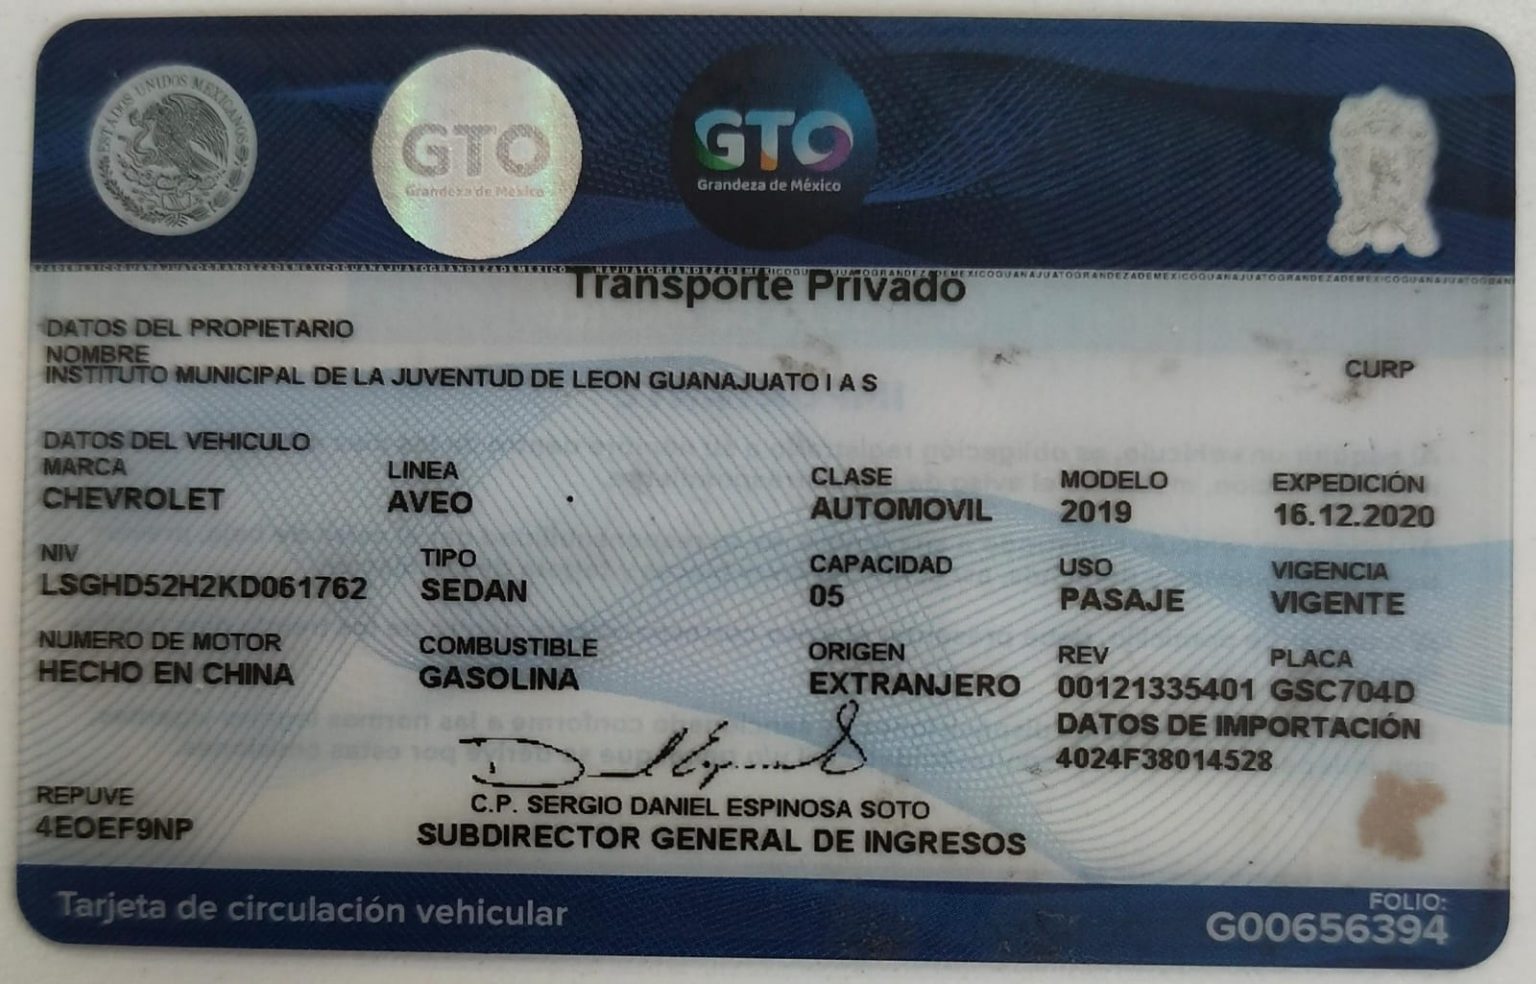 ESTADOS UNIDOS MEXICANOS
GTO
Grandeza de México
GTO
Grandeza de México
Transporte Privado
DATOS DEL PROPIETARIO
NOMBRE
INSTITUTO MUNICIPAL DE LA JUVENTUD DE LEON GUANAJUATO I A S
CURP
DATOS DEL VEHICULO
MARCA LINEA CLASE MODELO EXPEDICIÓN
CHEVROLET AVEO AUTOMOVIL 2019 16.12.2020
NIV TIPO CAPACIDAD USO VIGENCIA
LSGHD52H2KD061762 SEDAN 05 PASAJE VIGENTE
NUMERO DE MOTOR COMBUSTIBLE ORIGEN REV PLACA
HECHO EN CHINA GASOLINA EXTRANJERO 00121335401 GSC704D
DATOS DE IMPORTACIÓN
4024F38014528
REPUVE
4EOEF9NP
C.P. SERGIO DANIEL ESPINOSA SOTO
SUBDIRECTOR GENERAL DE INGRESOS
Tarjeta de circulación vehicular
FOLIO:
G00656394